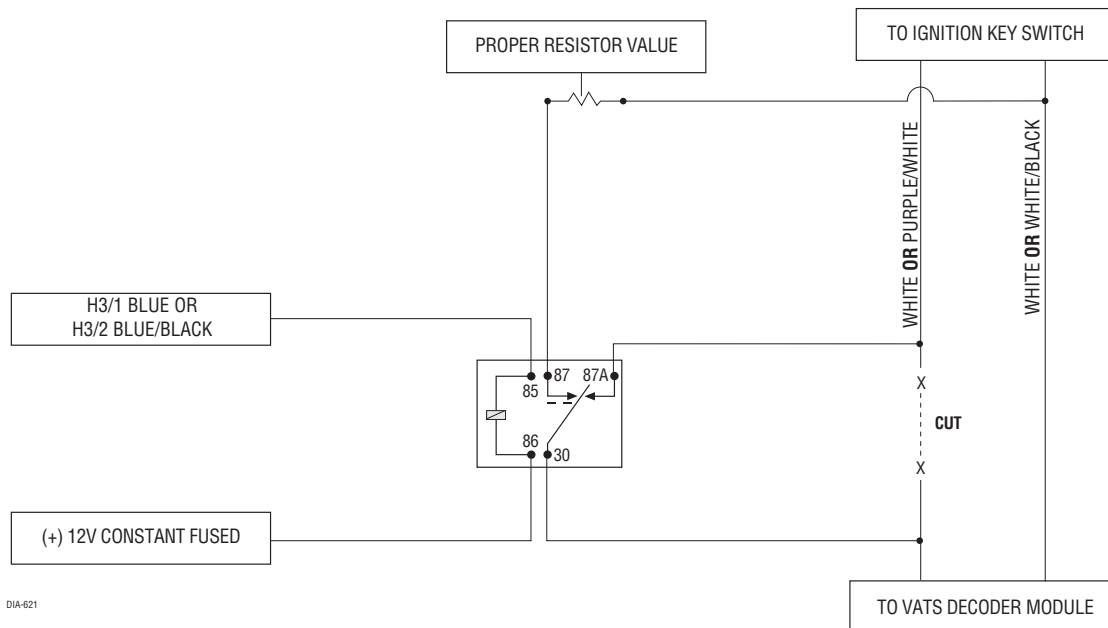 PROPER RESISTOR VALUE
TO IGNITION KEY SWITCH
WHITE OR PURPLE/WHITE
WHITE OR WHITE/BLACK
H3/1 BLUE OR
H3/2 BLUE/BLACK
87 87A
85
86
30
X
CUT
X
(+) 12V CONSTANT FUSED
TO VATS DECODER MODULE
DIA-621